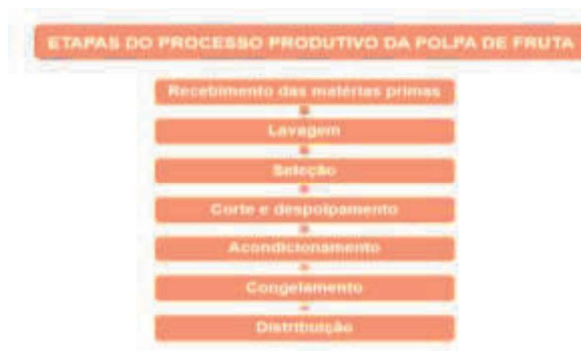 ETAPAS DO PROCESSO PRODUTIVO DA POLPA DE FRUTA
Recebimento das matérias primas
Lavagem
Seleção
Corte e despolpamento
Acondicionamento
Congelamento
Distribuição